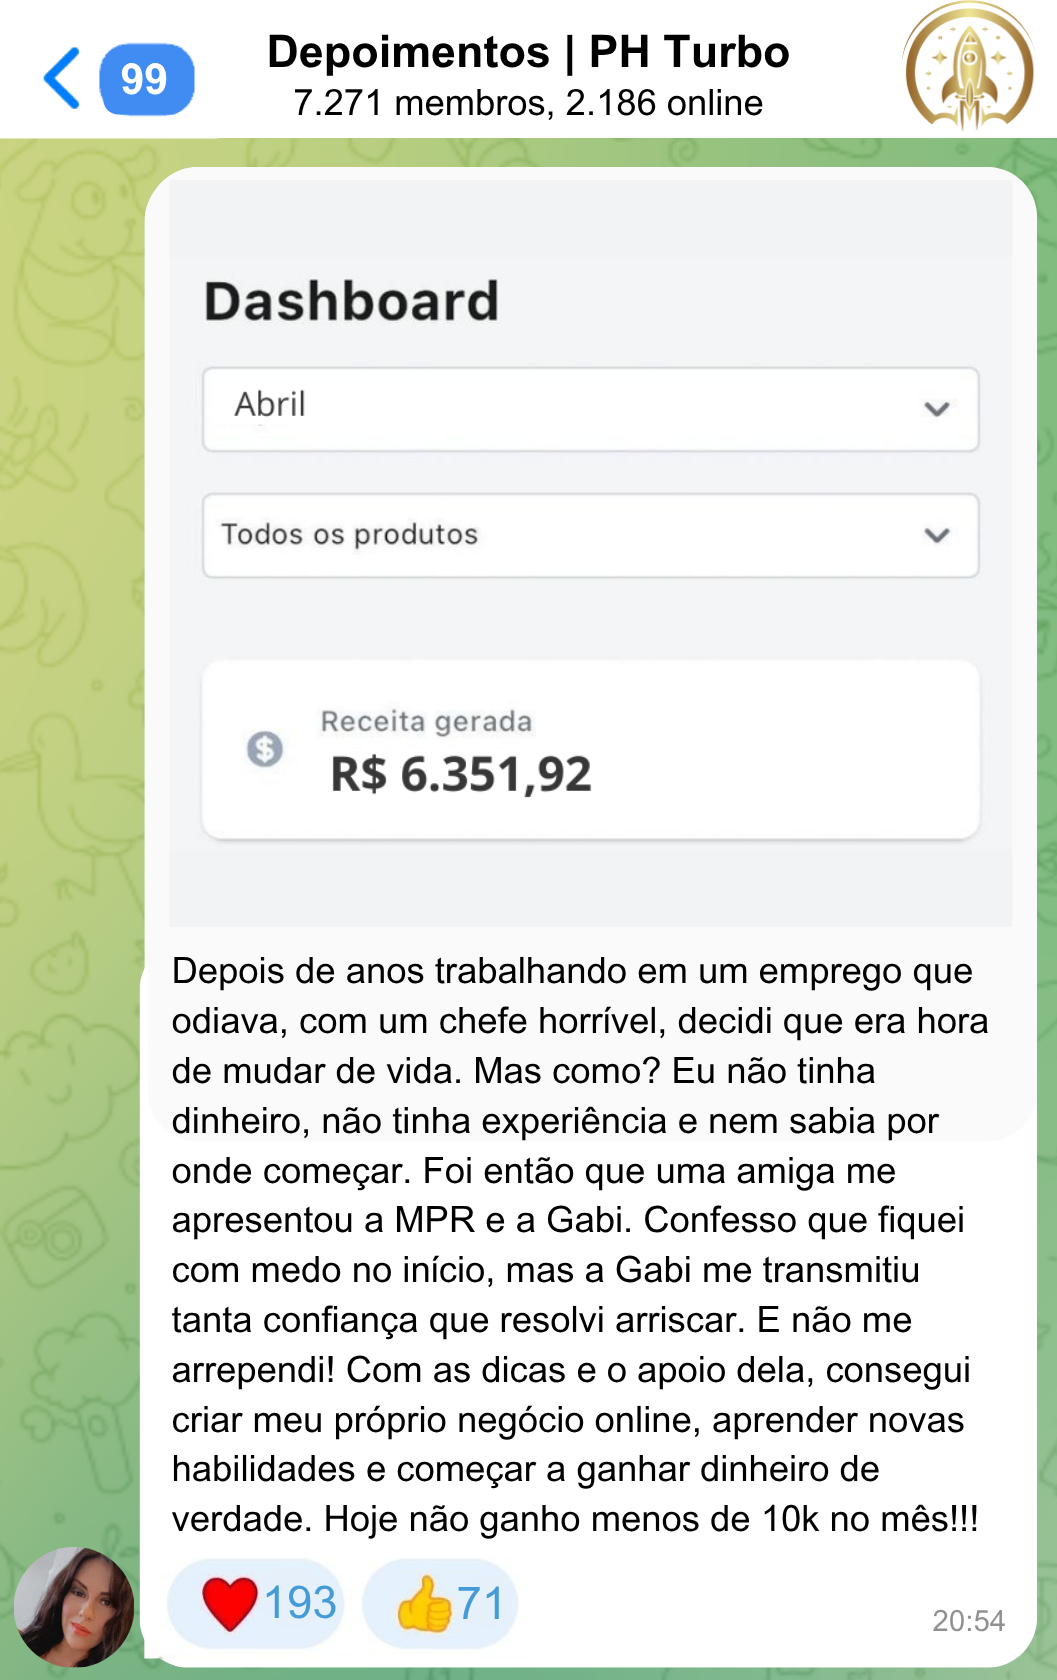 99
Depoimentos | PH Turbo
7.271 membros, 2.186 online
Dashboard
Abril
Todos os produtos
Receita gerada
R$ 6.351,92
Depois de anos trabalhando em um emprego que
odiava, com um chefe horrível, decidi que era hora
de mudar de vida. Mas como? Eu não tinha
dinheiro, não tinha experiência e nem sabia por
onde começar. Foi então que uma amiga me
apresentou a MPR e a Gabi. Confesso que fiquei
com medo no início, mas a Gabi me transmitiu
tanta confiança que resolvi arriscar. E não me
arrependi! Com as dicas e o apoio dela, consegui
criar meu próprio negócio online, aprender novas
habilidades e começar a ganhar dinheiro de
verdade. Hoje não ganho menos de 10k no mês!!!
193 71
20:54